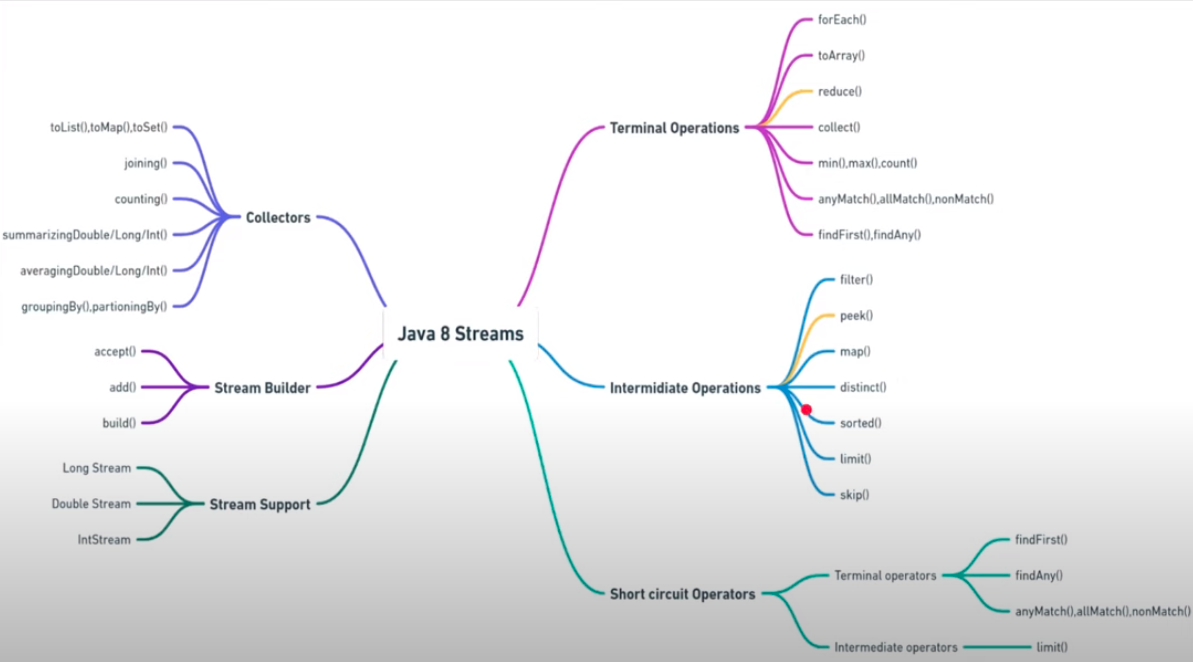 Java 8 Streams
Collectors
toList(),toMap(),toSet()
joining()
counting()
summarizingDouble/Long/Int()
averagingDouble/Long/Int()
groupingBy(),partioningBy()
Stream Builder
accept()
add()
build()
Stream Support
Long Stream
Double Stream
IntStream
Terminal Operations
forEach()
toArray()
reduce()
collect()
min(),max(),count()
anyMatch(),allMatch(),nonMatch()
findFirst(),findAny()
Intermidiate Operations
filter()
peek()
map()
distinct()
sorted()
limit()
skip()
Short circuit Operators
Terminal operators
findFirst()
findAny()
anyMatch(),allMatch(),nonMatch()
Intermediate operators
limit()